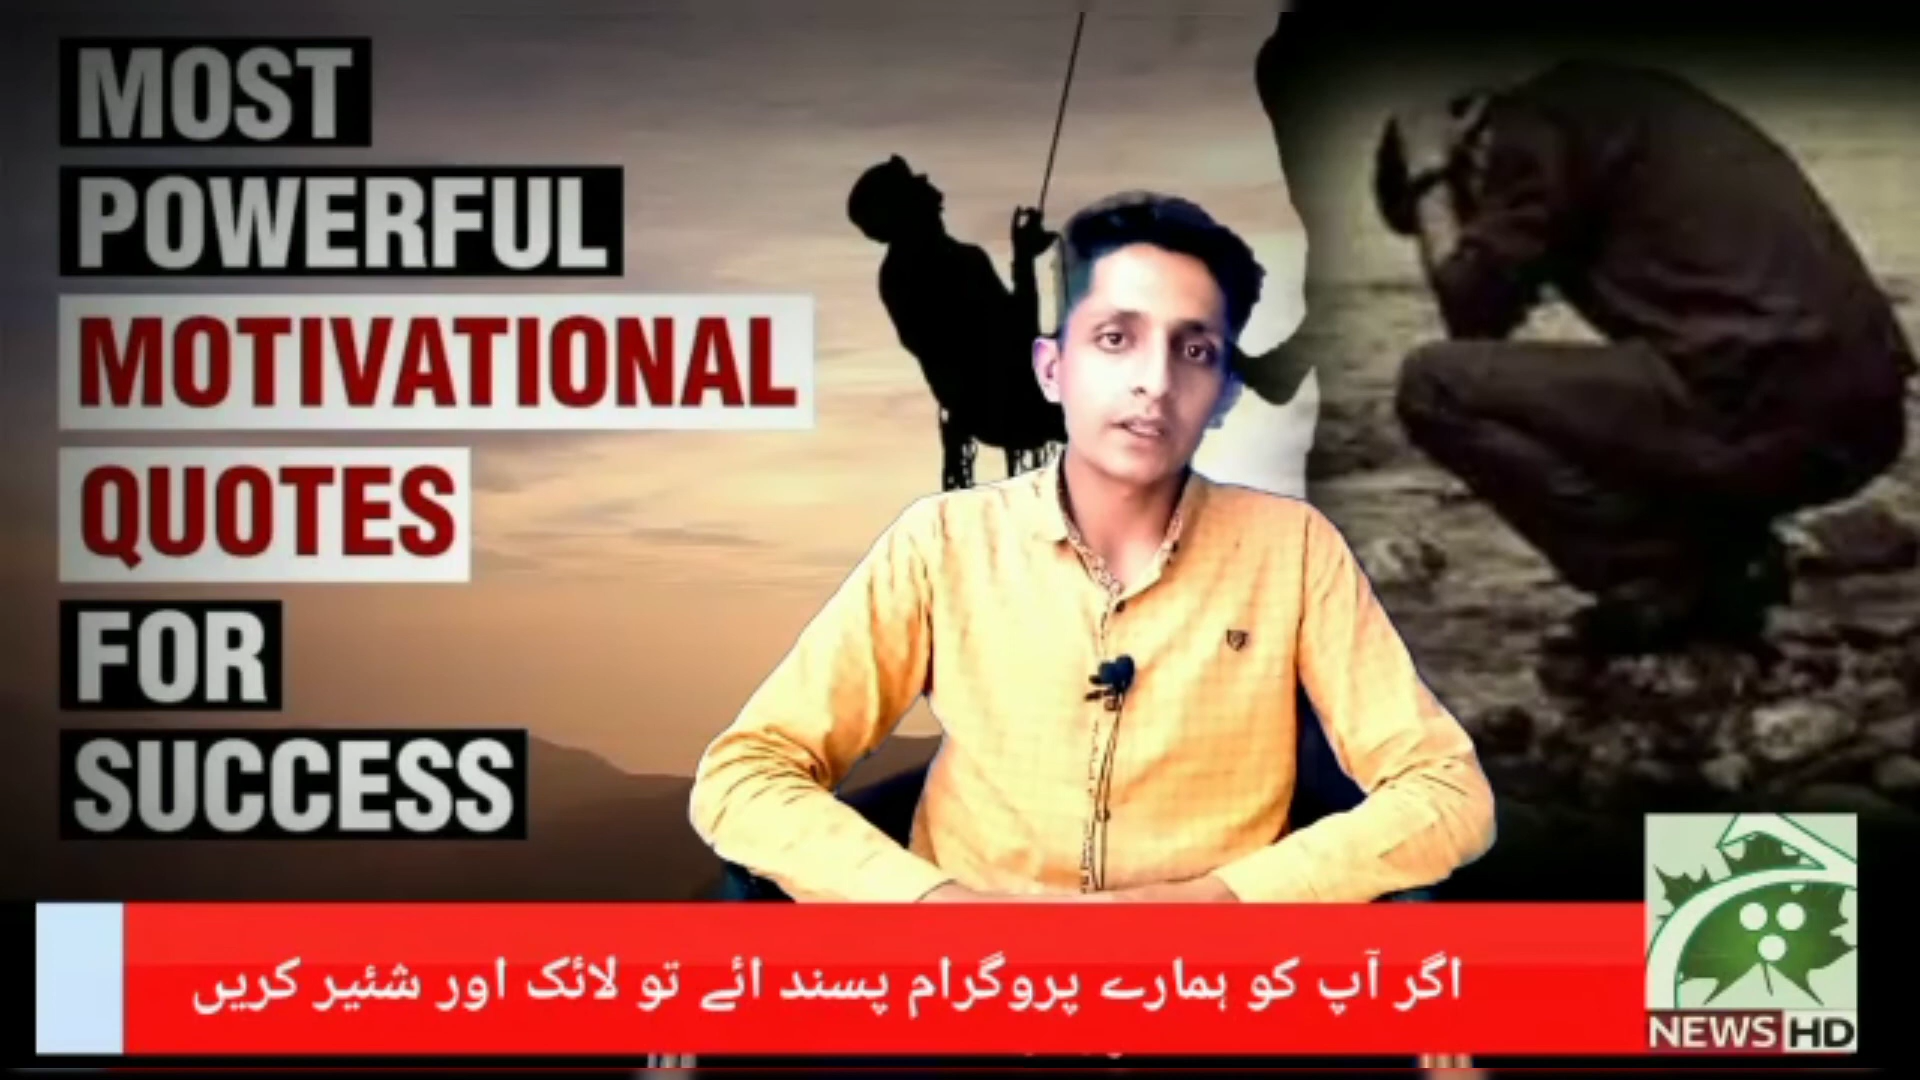 MOST
POWERFUL
MOTIVATIONAL
QUOTES
FOR
SUCCESS
اگر آپ کو ہمارے پروگرام پسند ائے تو لائک اور شئیر کریں
NEWS HD